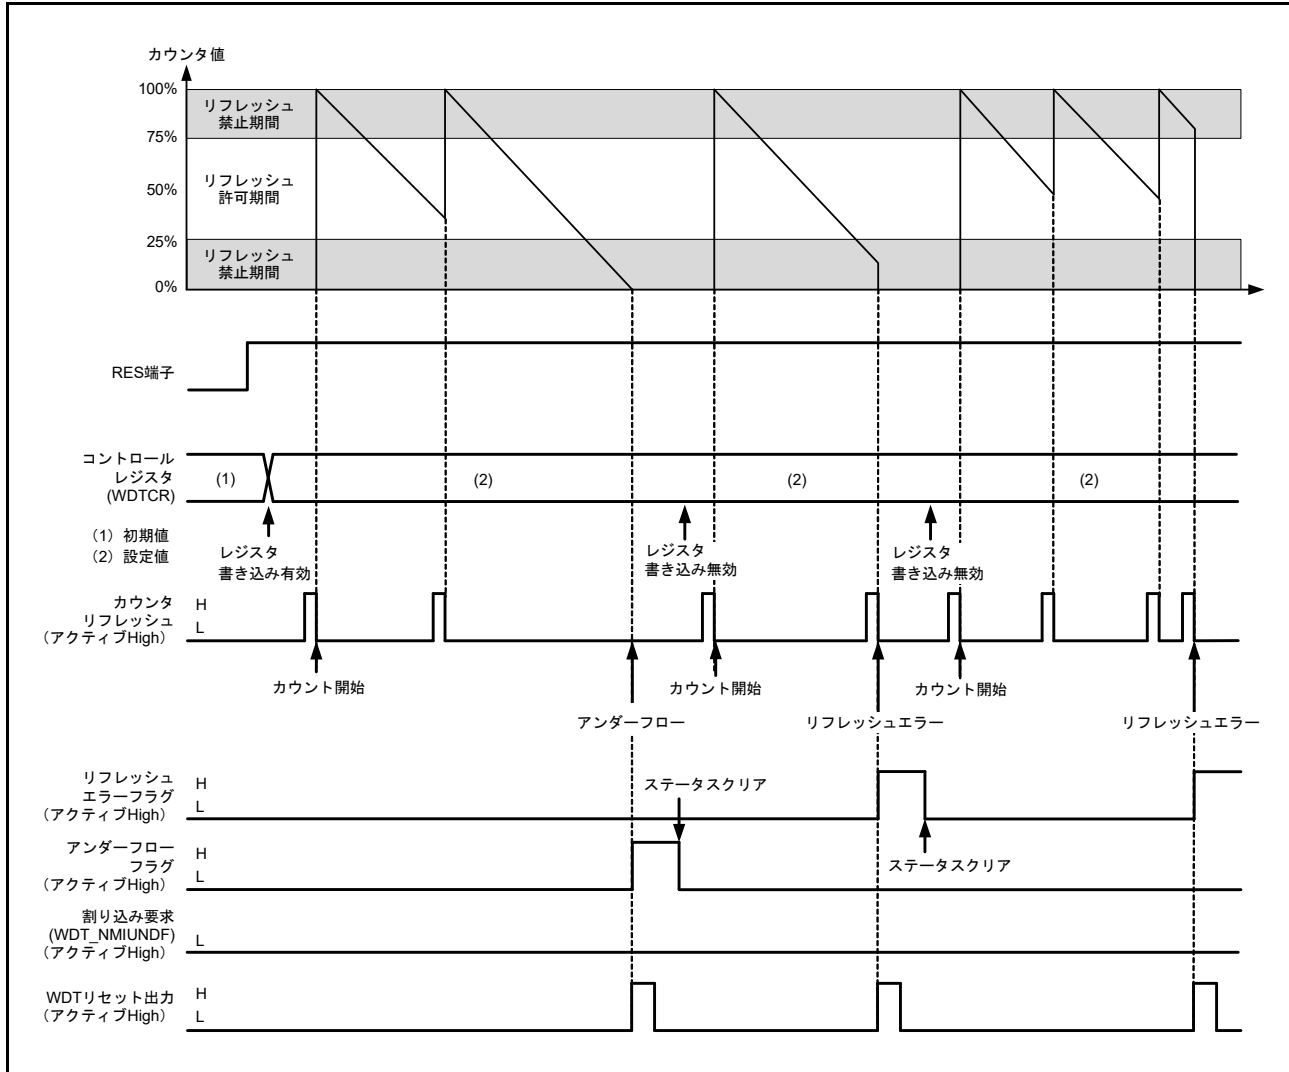 カウンタ値
100%
リフレッシュ
禁止期間
75%
リフレッシュ
許可期間
50%
25%
リフレッシュ
禁止期間
0%
RES端子
コントロール
レジスタ
(WDTCR)
(1)
(2)
(2)
(2)
(1) 初期値
(2) 設定値
レジスタ
書き込み有効
レジスタ
書き込み無効
レジスタ
書き込み無効
カウンタ
リフレッシュ
(アクティブHigh)
H
L
カウント開始
カウント開始
カウント開始
アンダーフロー
リフレッシュエラー
リフレッシュエラー
リフレッシュ
エラーフラグ
(アクティブHigh)
H
L
ステータスクリア
アンダーフロー
フラグ
(アクティブHigh)
H
L
ステータスクリア
割り込み要求
(WDT_NMIUNDF)
(アクティブHigh)
L
WDTリセット出力
(アクティブHigh)
H
L